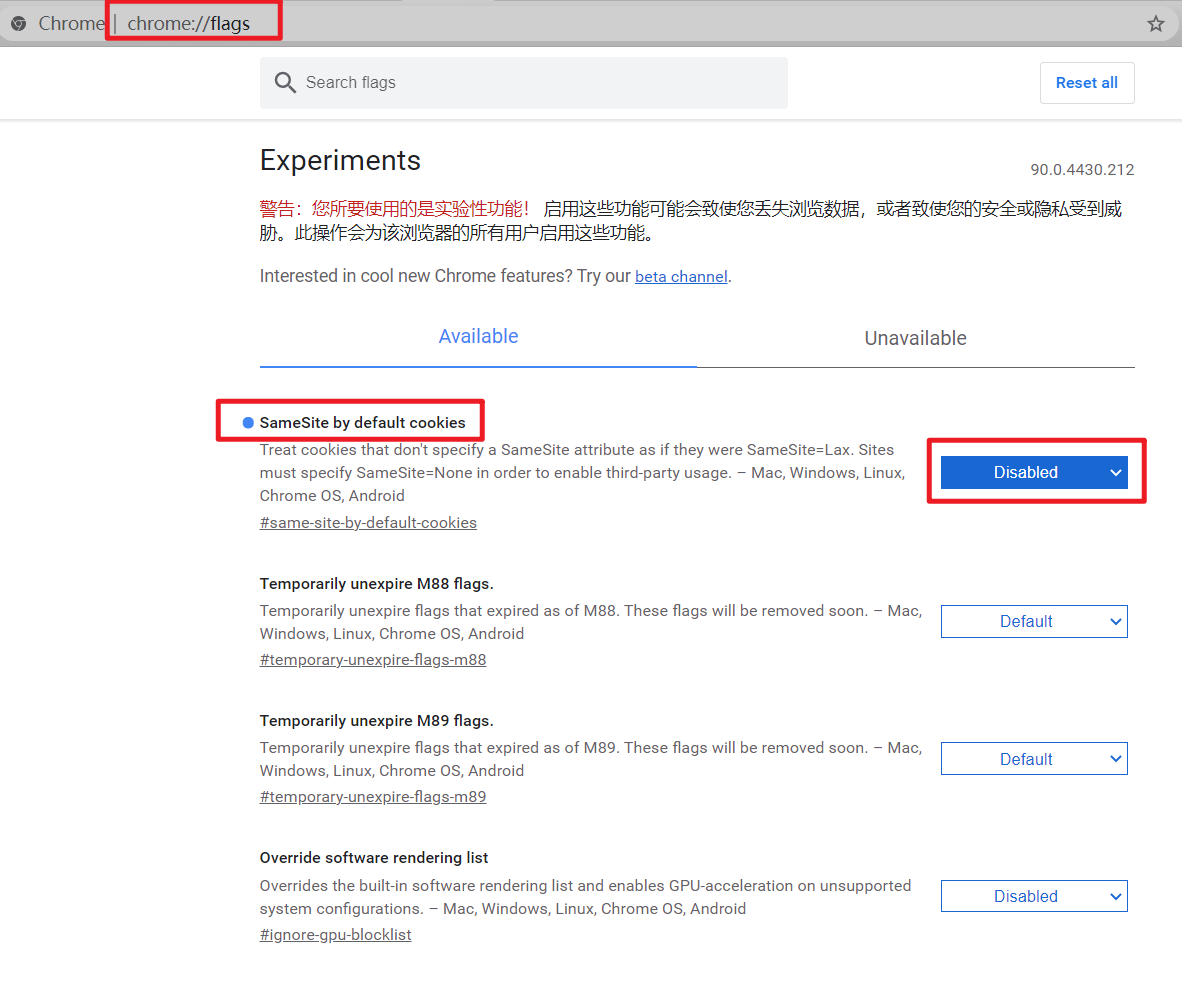 Chrome | chrome://flags
Search flags
Reset all
Experiments
90.0.4430.212
警告：您所要使用的是实验性功能！ 启用这些功能可能会致使您丢失浏览数据，或者致使您的安全或隐私受到威
胁。此操作会为该浏览器的所有用户启用这些功能。
Interested in cool new Chrome features? Try our beta channel.
Available
Unavailable
SameSite by default cookies
Treat cookies that don't specify a SameSite attribute as if they were SameSite=Lax. Sites
must specify SameSite=None in order to enable third-party usage. – Mac, Windows, Linux,
Chrome OS, Android
#same-site-by-default-cookies
Disabled
Temporarily unexpire M88 flags.
Temporarily unexpire flags that expired as of M88. These flags will be removed soon. – Mac,
Windows, Linux, Chrome OS, Android
#temporary-unexpire-flags-m88
Default
Temporarily unexpire M89 flags.
Temporarily unexpire flags that expired as of M89. These flags will be removed soon. – Mac,
Windows, Linux, Chrome OS, Android
#temporary-unexpire-flags-m89
Default
Override software rendering list
Overrides the built-in software rendering list and enables GPU-acceleration on unsupported
system configurations. – Mac, Windows, Linux, Chrome OS, Android
#ignore-gpu-blocklist
Disabled